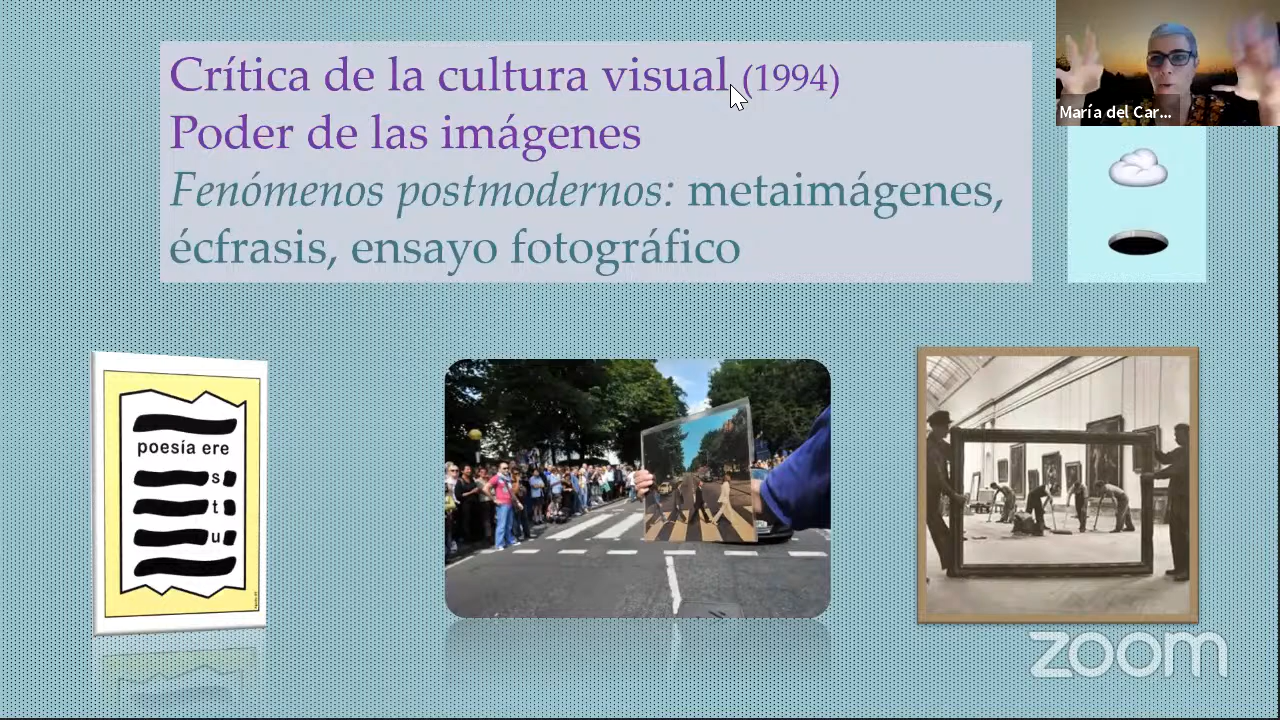 Crítica de la cultura visual (1994)
Poder de las imágenes
Fenómenos postmodernos: metaimágenes,
écfrasis, ensayo fotográfico
María del Car...
poesía ere
s
t
u
zoom